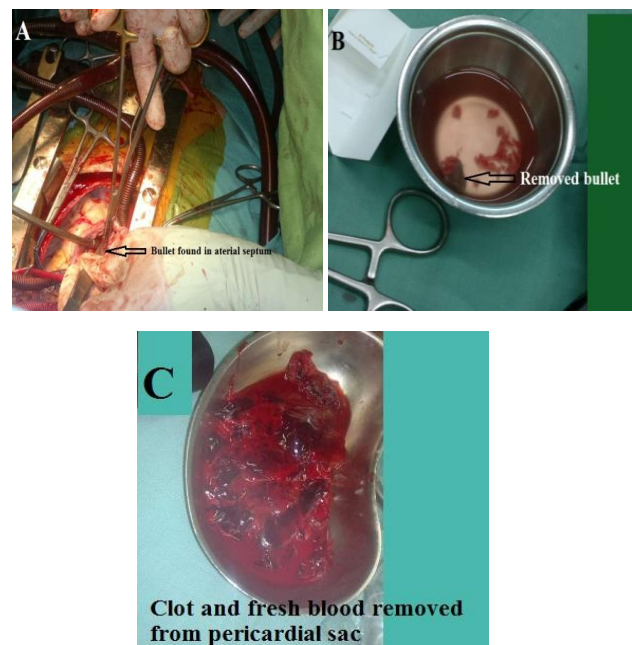 A
Bullet found in aterial septum
B
Removed bullet
C
Clot and fresh blood removed
from pericardial sac